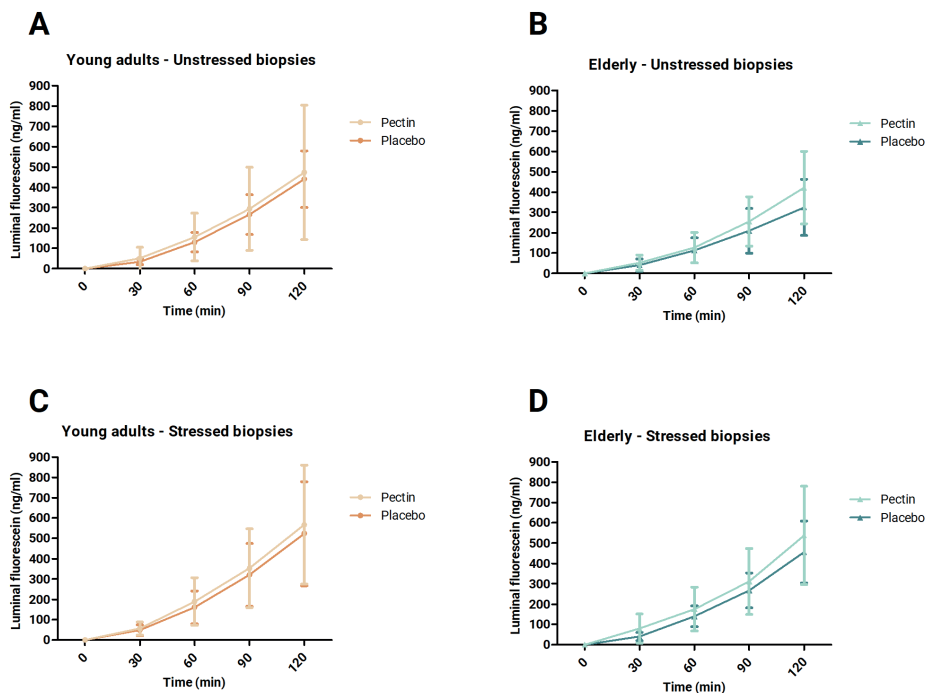 A
Young adults - Unstressed biopsies
Luminal fluorescein (ng/ml)
900
800
700
600
500
400
300
200
100
0
0 30 60 90 120
Time (min)
Pectin
Placebo
B
Elderly - Unstressed biopsies
Luminal fluorescein (ng/ml)
900
800
700
600
500
400
300
200
100
0
0 30 60 90 120
Time (min)
Pectin
Placebo
C
Young adults - Stressed biopsies
Luminal fluorescein (ng/ml)
900
800
700
600
500
400
300
200
100
0
0 30 60 90 120
Time (min)
Pectin
Placebo
D
Elderly - Stressed biopsies
Luminal fluorescein (ng/ml)
900
800
700
600
500
400
300
200
100
0
0 30 60 90 120
Time (min)
Pectin
Placebo